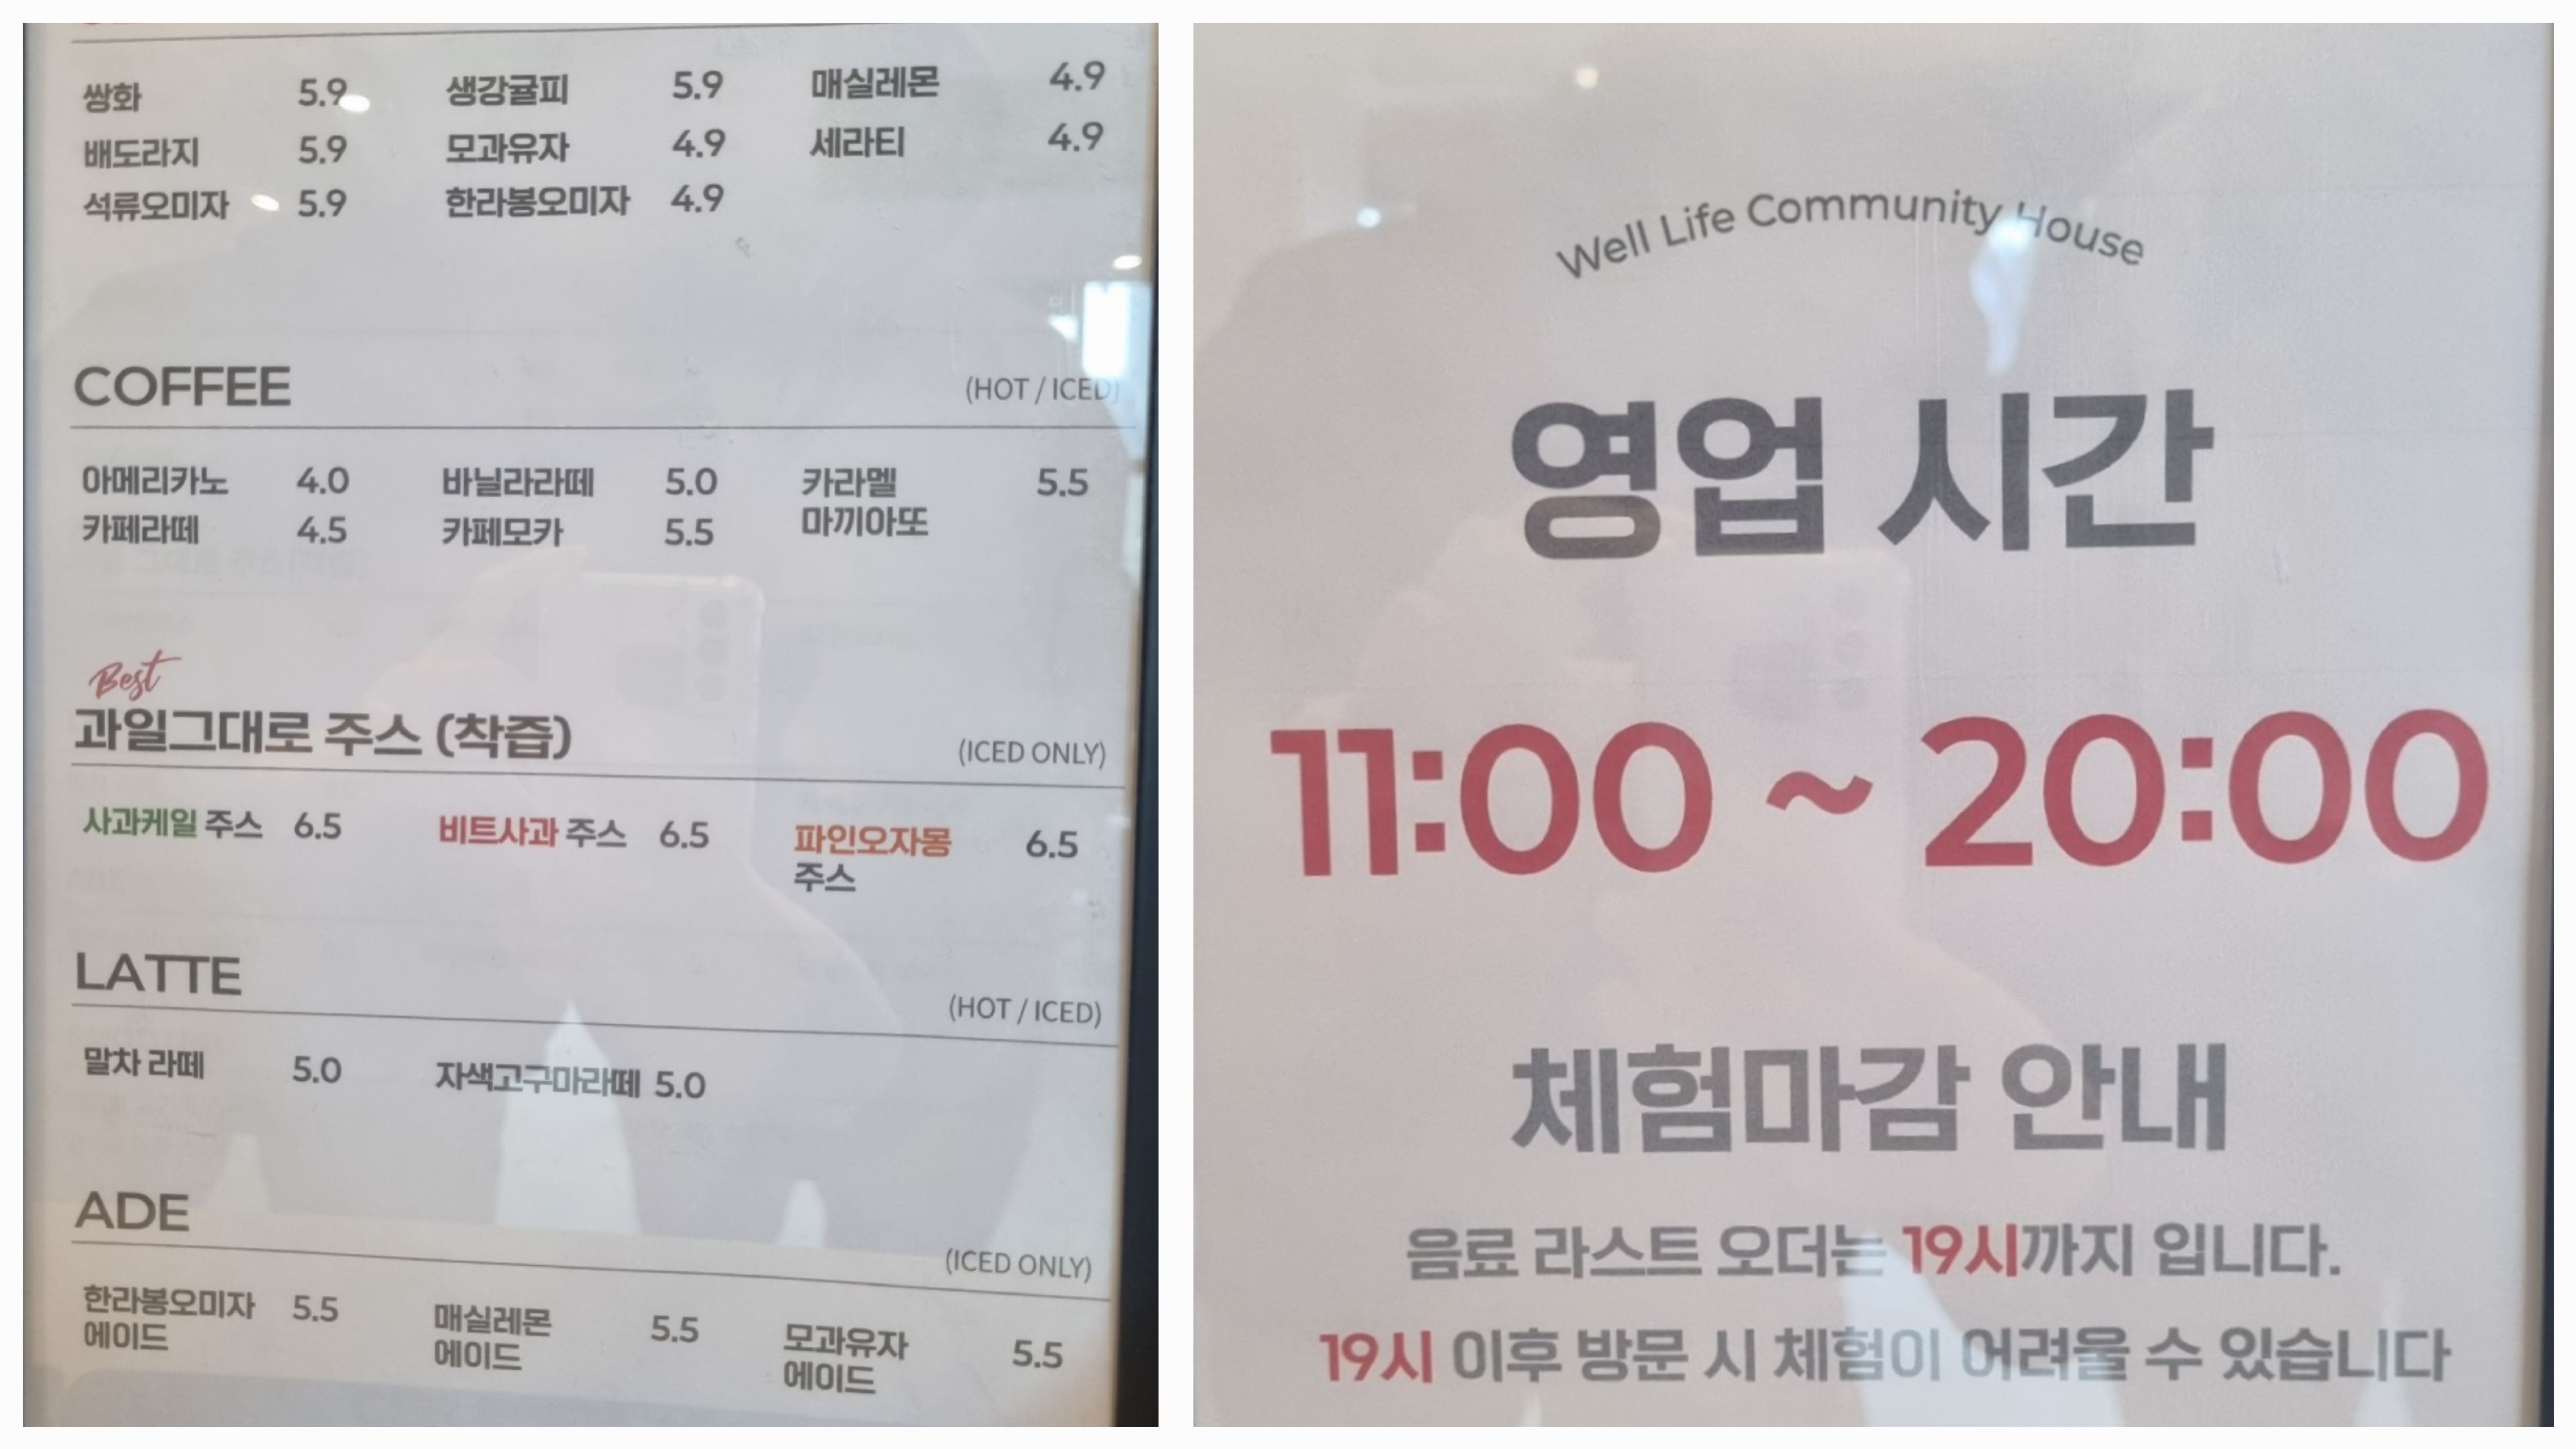 쌍화 5.9 생강귤피 5.9 매실레몬 4.9
배도라지 5.9 모과유자 4.9 세라티 4.9
석류오미자 5.9 한라봉오미자 4.9
COFFEE (HOT / ICED)
아메리카노 4.0 바닐라라떼 5.0 카라멜 5.5
카페라떼 4.5 카페모카 5.5 마끼아또
Best
과일그대로 주스 (착즙) (ICED ONLY)
사과케일 주스 6.5 비트사과 주스 6.5 파인오자몽 6.5
주스
LATTE (HOT / ICED)
말차 라떼 5.0 자색고구마라떼 5.0
ADE (ICED ONLY)
한라봉오미자 5.5 매실레몬 5.5 모과유자 5.5
에이드 에이드 에이드
Well Life Community House
영업 시간
11:00 ~ 20:00
체험마감 안내
음료 라스트 오더는 19시까지 입니다.
19시 이후 방문 시 체험이 어려울 수 있습니다